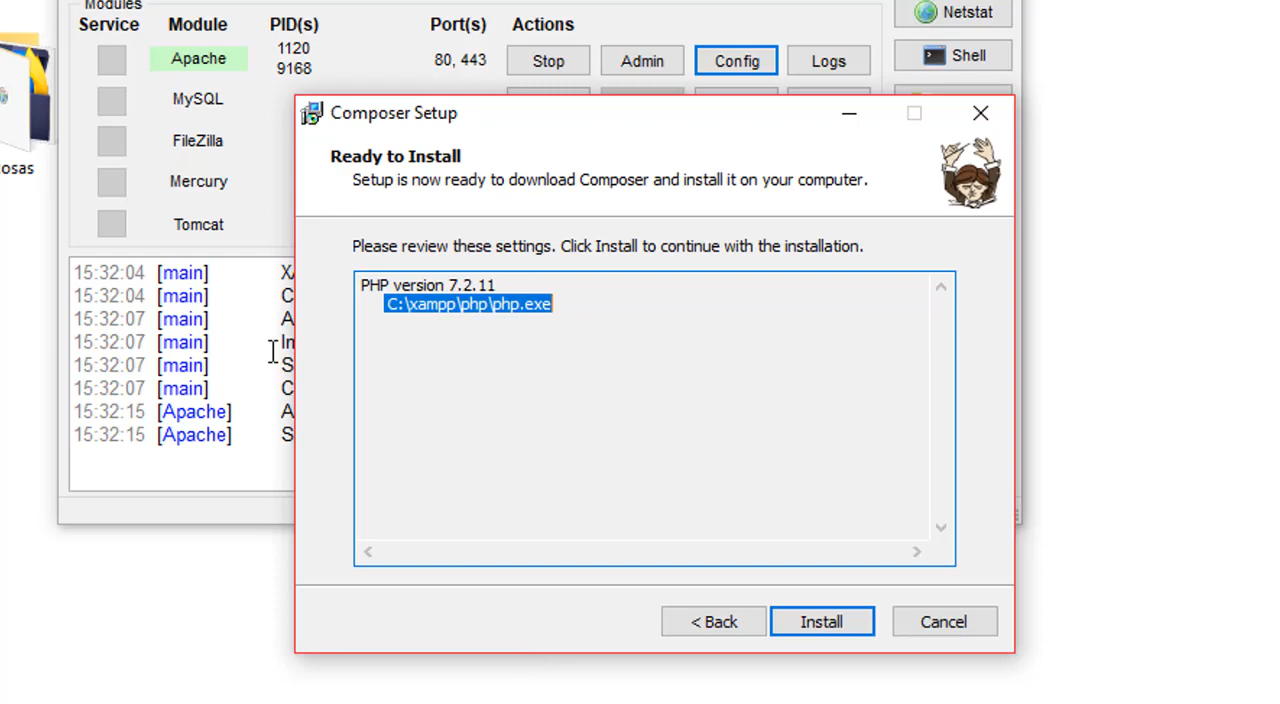 Modules
Service Module PID(s) Port(s) Actions
Netstat
Apache 1120 9168 80, 443 Stop Admin Config Logs
Shell
MySQL
FileZilla
Mercury
Tomcat
osas
15:32:04 [main]
15:32:04 [main] C
15:32:07 [main] A
15:32:07 [main] In
15:32:07 [main] S
15:32:07 [main] C
15:32:15 [Apache] A
15:32:15 [Apache] S
Composer Setup
Ready to Install
Setup is now ready to download Composer and install it on your computer.
Please review these settings. Click Install to continue with the installation.
PHP version 7.2.11
C:\xampp\php\php.exe
< Back Install Cancel